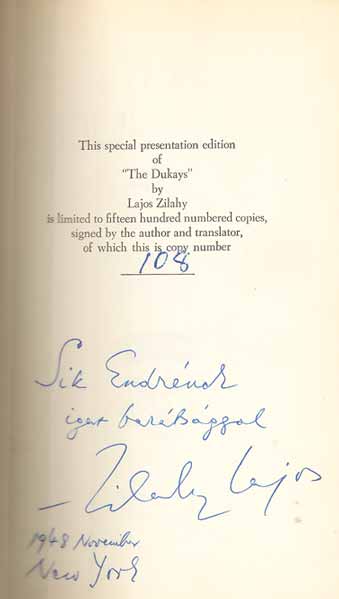 This special presentation edition
of
"The Dukays"
by
Lajos Zilahy
is limited to fifteen hundred numbered copies,
signed by the author and translator,
of which this is copy number
108
Sik Endrének
igaz barátsággal
– Zilahy Lajos
1948 November
New York